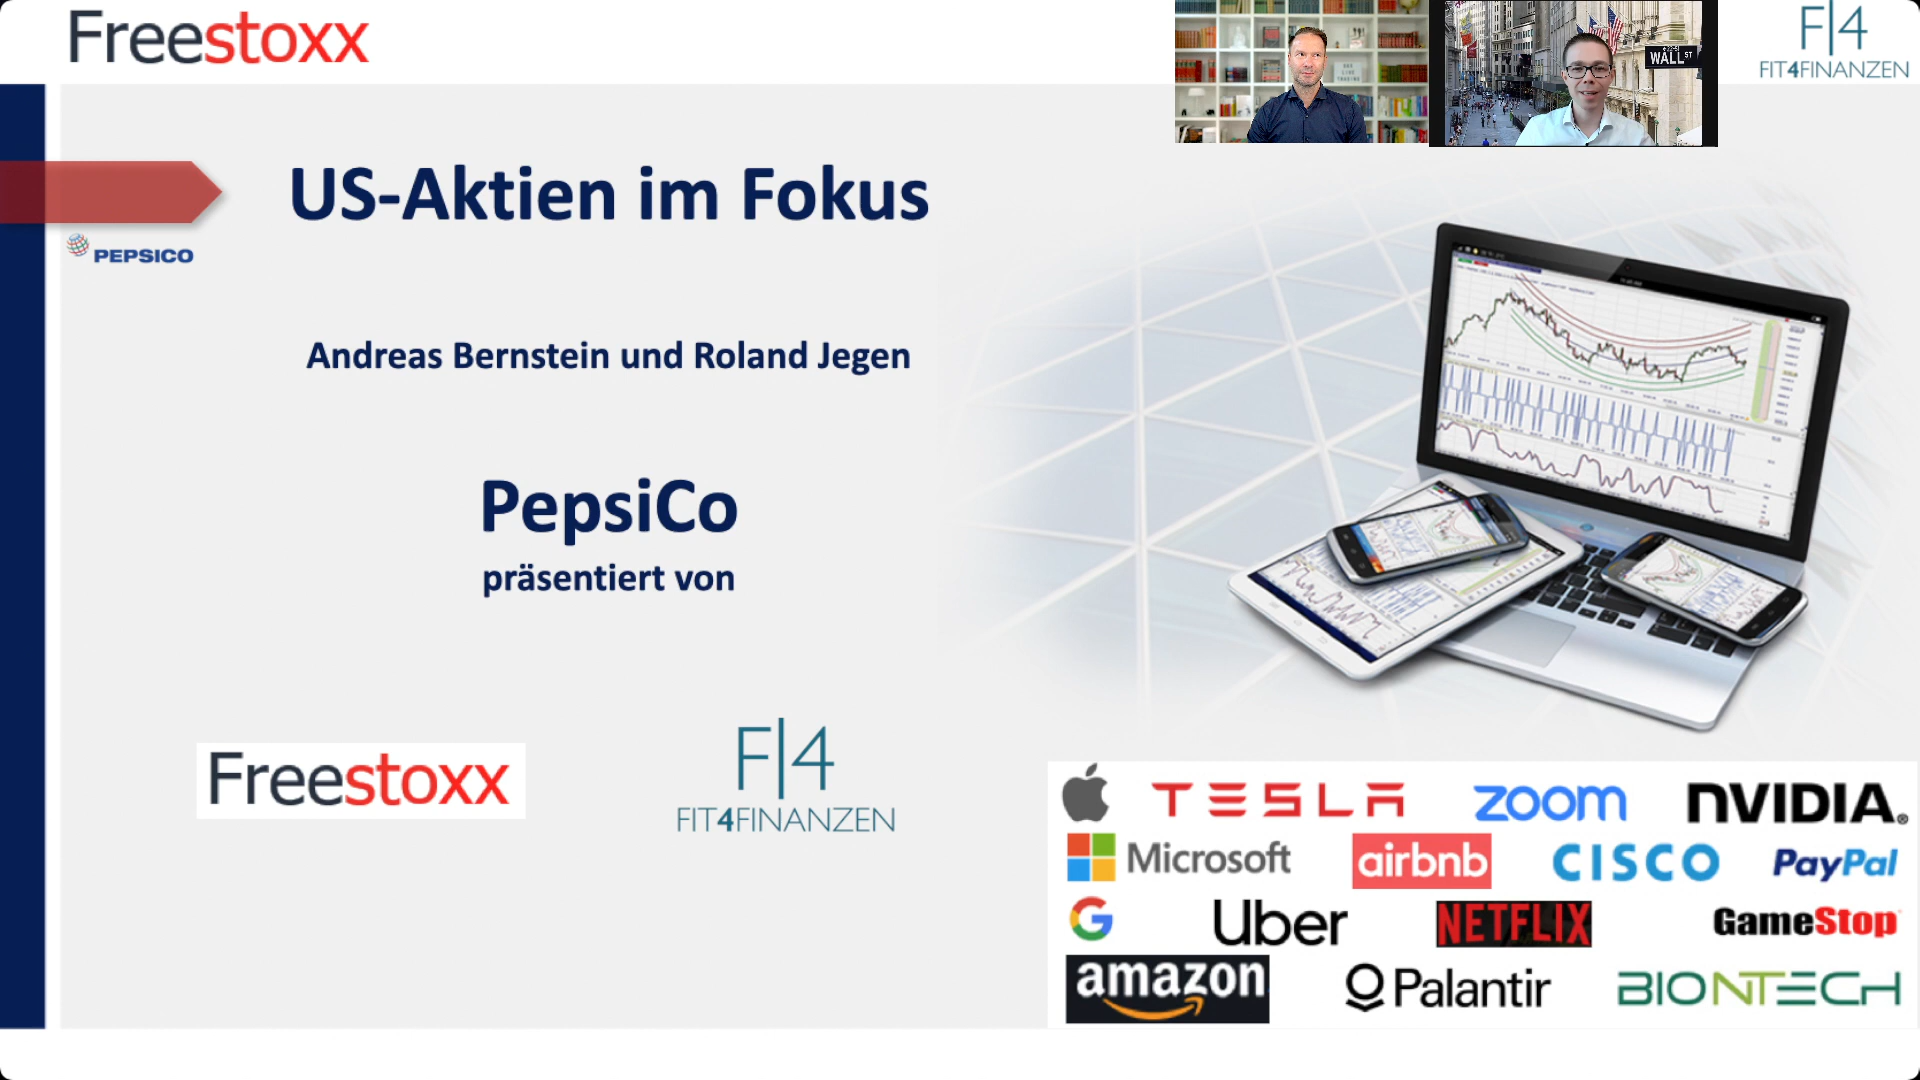 Freestoxx
WALL ST
F|4
FIT4FINANZEN
US-Aktien im Fokus
PEPSICO
Andreas Bernstein und Roland Jegen
PepsiCo
präsentiert von
Freestoxx
F|4
FIT4FINANZEN
TESLA zoom NVIDIA®
Microsoft airbnb CISCO PayPal
G Uber NETFLIX GameStop
amazon Palantir BIONTECH